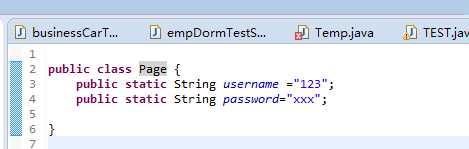 businessCarT... empDormTestS... Temp.java TEST.jav
1
2 public class Page {
3 public static String username ="123";
4 public static String password="xxx";
5
6 }
7